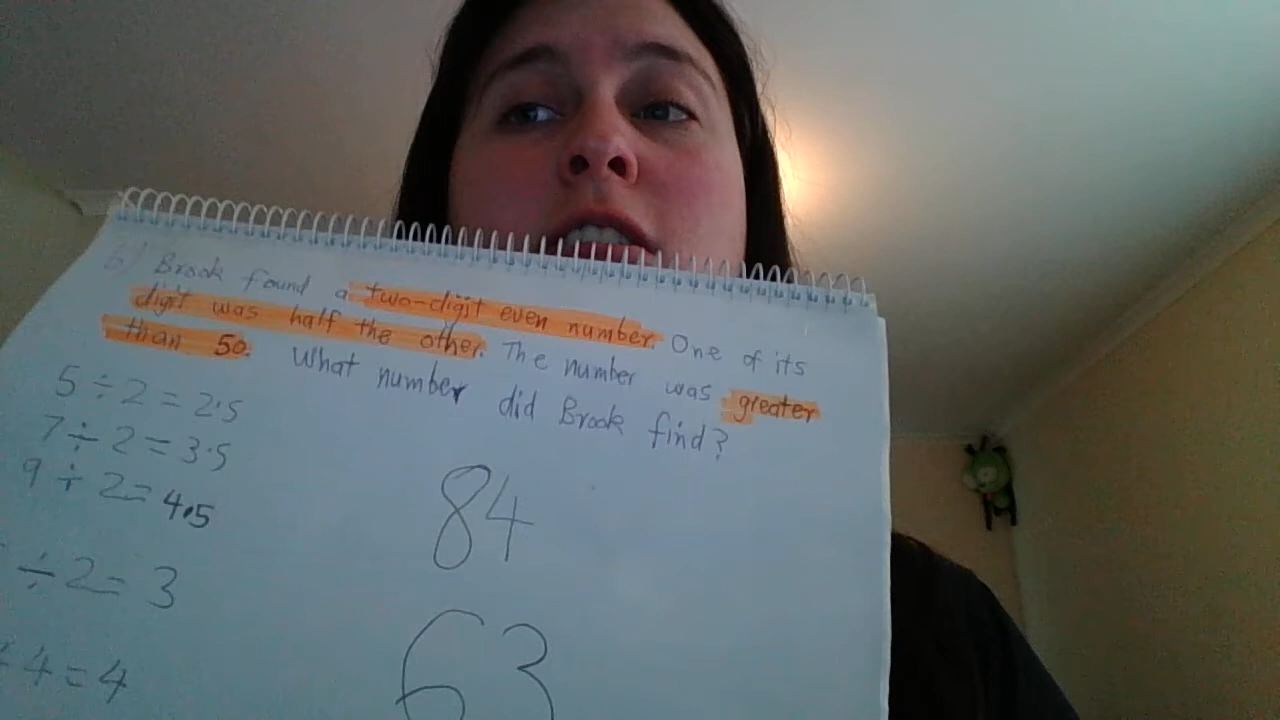 6) Brook found a two-digit even number. One of its
digit was half the other. The number was greater
than 50. What number did Brook find?
5 ÷ 2 = 2.5
7 ÷ 2 = 3.5
9 ÷ 2 = 4.5
÷ 2 = 3
4 = 4
84
63